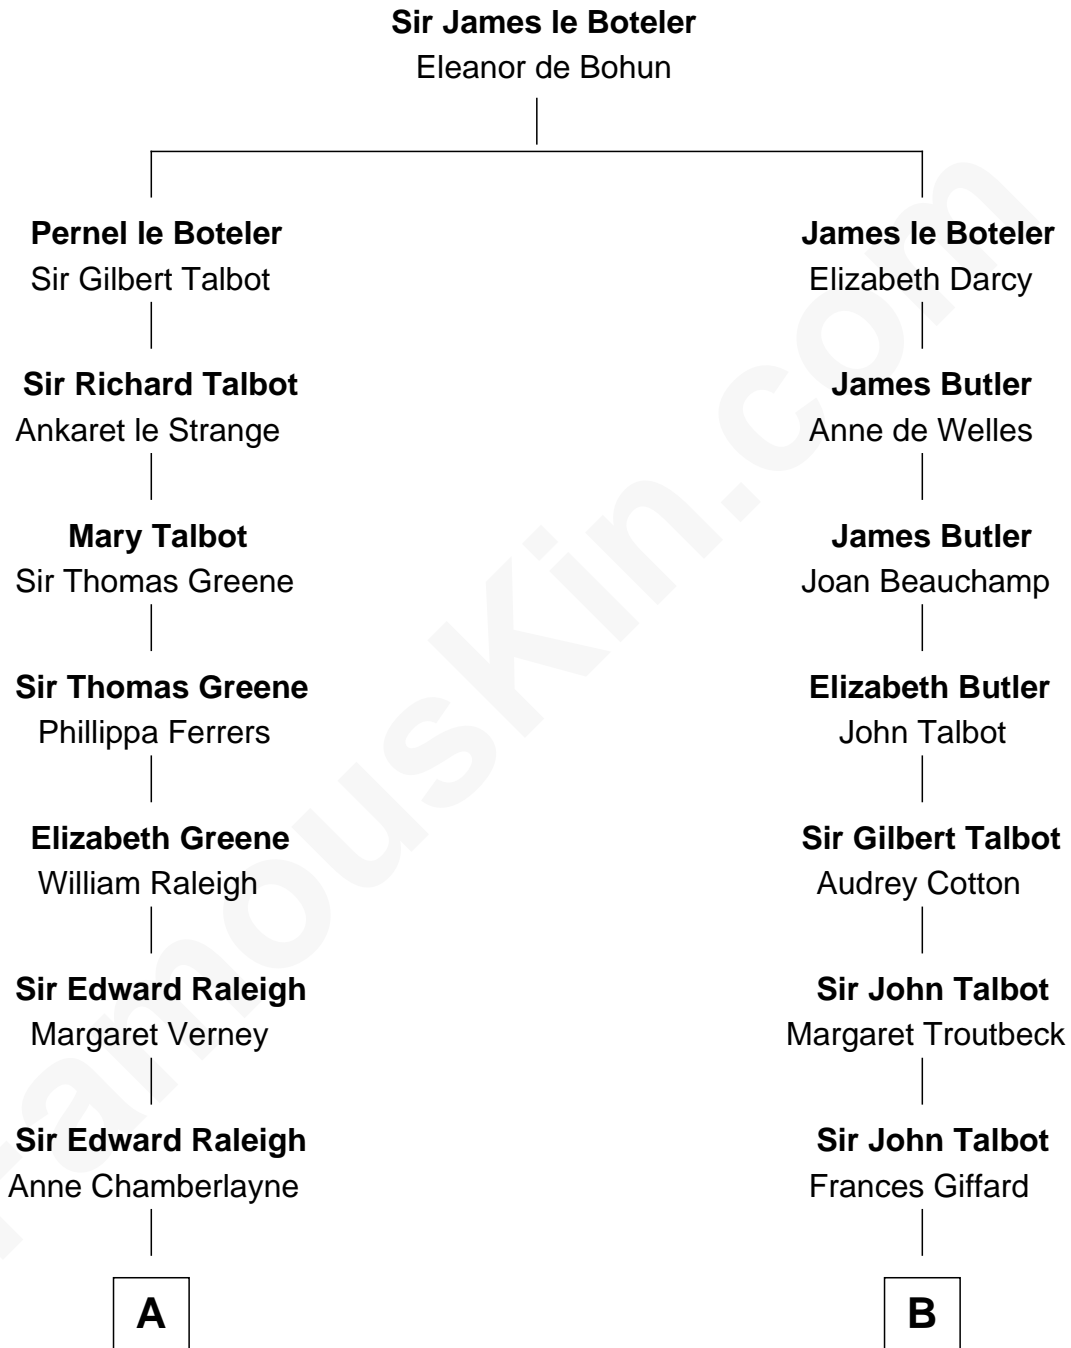 Sir James le Boteler
Eleanor de Bohun
Pernel le Boteler
Sir Gilbert Talbot
James le Boteler
Elizabeth Darcy
Sir Richard Talbot
Ankaret le Strange
James Butler
Anne de Welles
Mary Talbot
Sir Thomas Greene
James Butler
Joan Beauchamp
Sir Thomas Greene
Phillippa Ferrers
Elizabeth Butler
John Talbot
Elizabeth Greene
William Raleigh
Sir Gilbert Talbot
Audrey Cotton
Sir Edward Raleigh
Margaret Verney
Sir John Talbot
Margaret Troutbeck
Sir Edward Raleigh
Anne Chamberlayne
Sir John Talbot
Frances Giffard
A
B
FamousKin.com